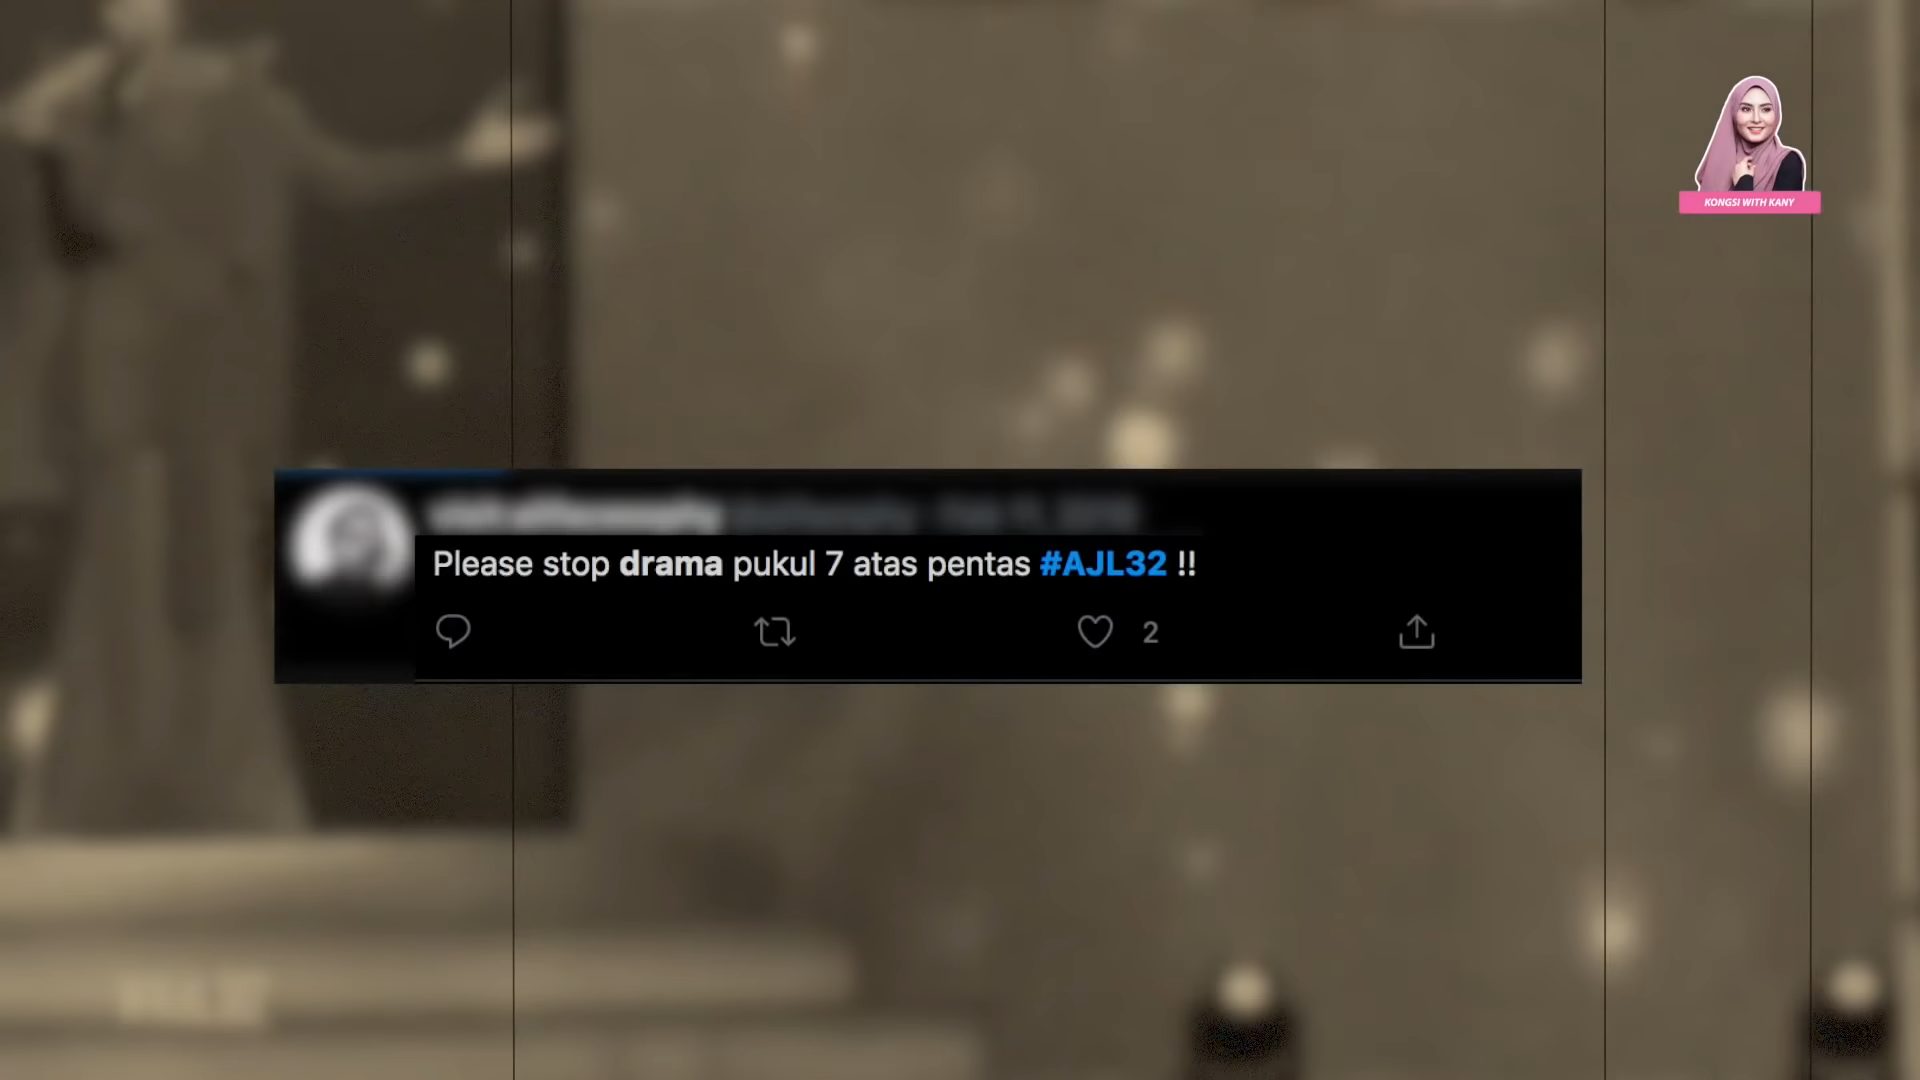 KONGSI WITH KANY
Please stop drama pukul 7 atas pentas #AJL32 !!
2